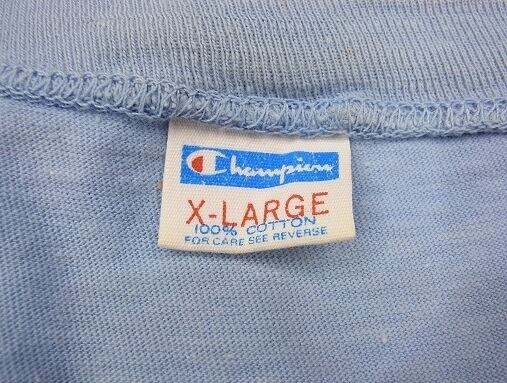 Champion
X-LARGE
100% COTTON
FOR CARE SEE REVERSE